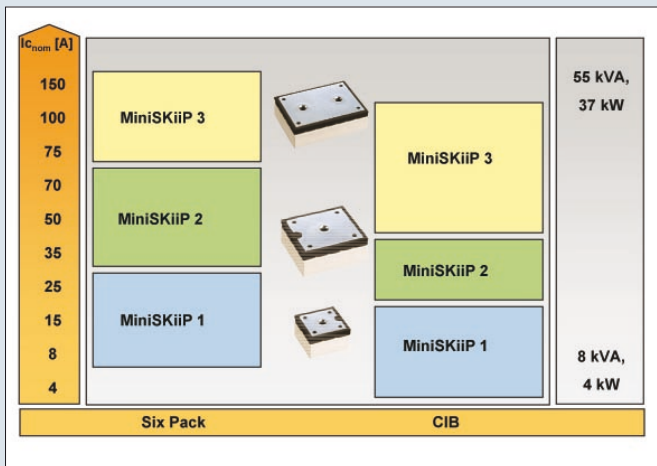 Ic nom [A]
150
100
75
70
50
35
25
15
8
4
MiniSKiiP 3
MiniSKiiP 2
MiniSKiiP 1
MiniSKiiP 3
MiniSKiiP 2
MiniSKiiP 1
55 kVA,
37 kW
8 kVA,
4 kW
Six Pack
CIB